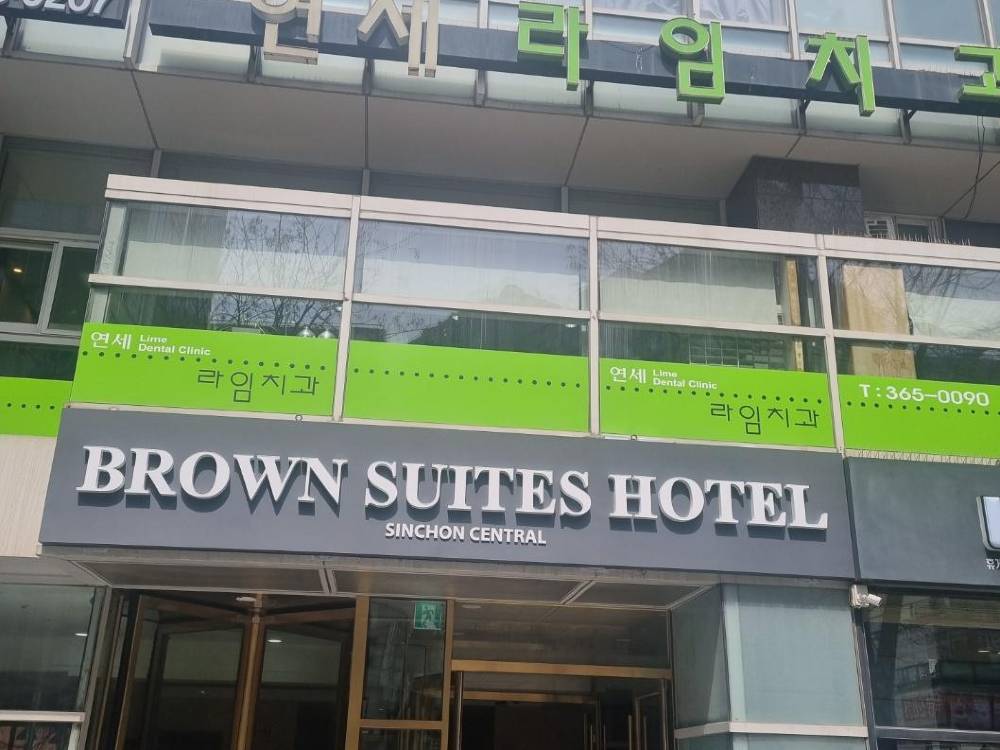 연세 라임치과
연세 Lime
Dental Clinic
라임치과
연세 Lime
Dental Clinic
라임치과
T:365-0090
BROWN SUITES HOTEL
SINCHON CENTRAL